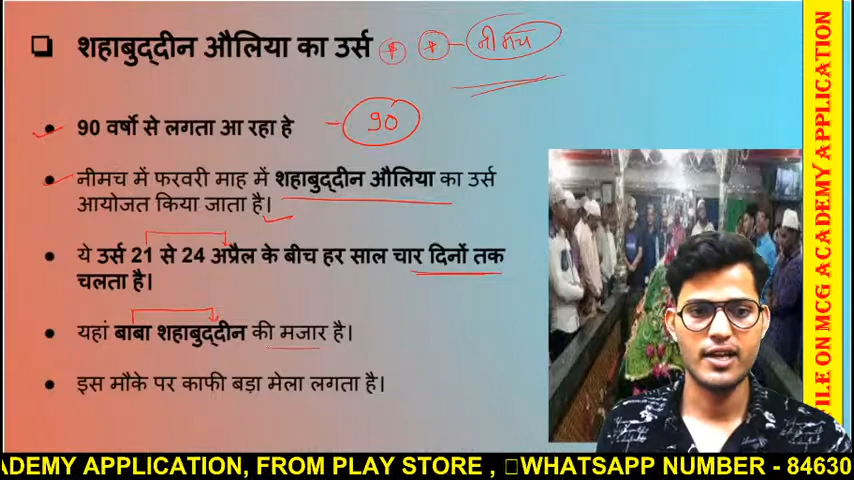 ❑ शहाबुद्दीन औलिया का उर्स * * - नीमच
• 90 वर्षो से लगता आ रहा हे - 90
• नीमच में फरवरी माह में शहाबुद्दीन औलिया का उर्स
आयोजत किया जाता है।
• ये उर्स 21 से 24 अप्रैल के बीच हर साल चार दिनों तक
चलता है।
• यहां बाबा शहाबुद्दीन की मजार है।
• इस मौके पर काफी बड़ा मेला लगता है।
ILE ON MCG ACADEMY APPLICATION
ADEMY APPLICATION, FROM PLAY STORE , WHATSAPP NUMBER - 84630